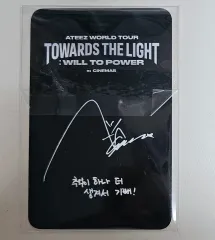 ATEEZ WORLD TOUR
TOWARDS THE LIGHT
: WILL TO POWER
IN CINEMAS
추억이 하나 더
생겨서 기뻐!